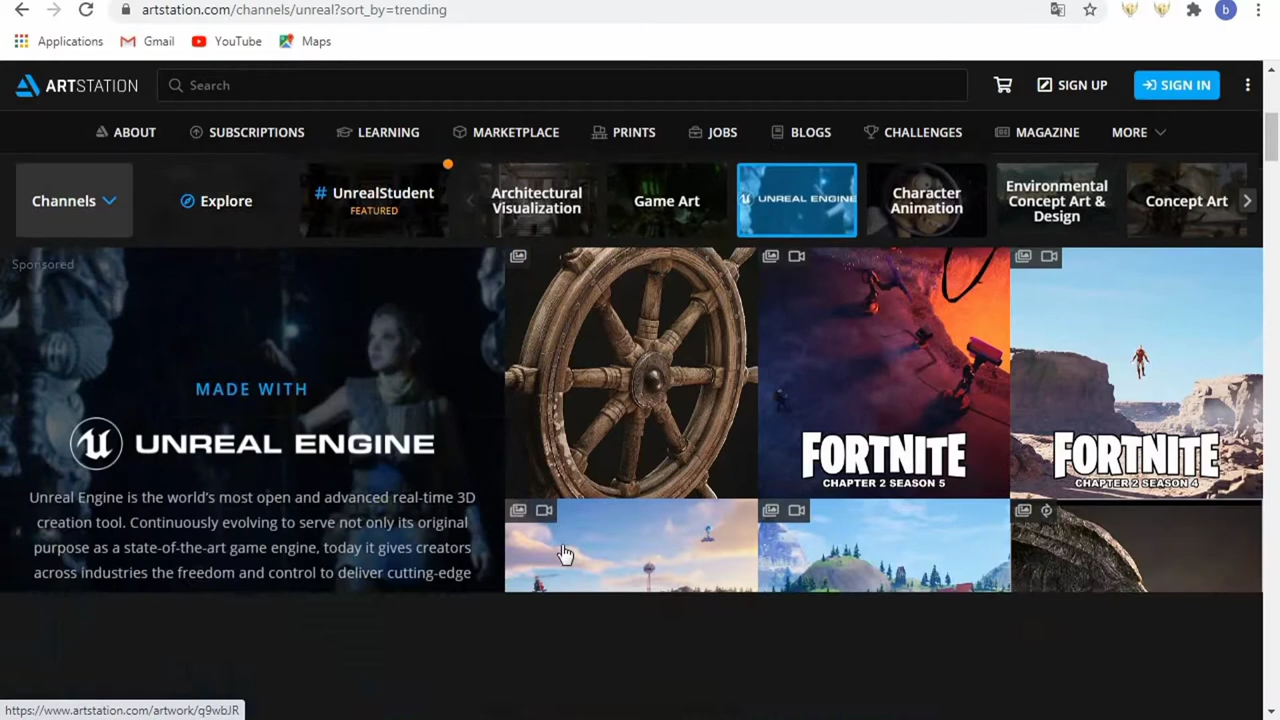 artstation.com/channels/unreal?sort_by=trending
b
Applications Gmail YouTube Maps
ARTSTATION Search SIGN UP SIGN IN
ABOUT SUBSCRIPTIONS LEARNING MARKETPLACE PRINTS JOBS BLOGS CHALLENGES MAGAZINE MORE
Channels Explore
# UnrealStudent
FEATURED
Architectural
Visualization
Game Art
UNREAL ENGINE
Character
Animation
Environmental
Concept Art &
Design
Concept Art
Sponsored
MADE WITH
UNREAL ENGINE
Unreal Engine is the world's most open and advanced real-time 3D
creation tool. Continuously evolving to serve not only its original
purpose as a state-of-the-art game engine, today it gives creators
across industries the freedom and control to deliver cutting-edge
FORTNITE
CHAPTER 2 SEASON 5
FORTNITE
CHAPTER 2 SEASON 4
https://www.artstation.com/artwork/q9wbJR